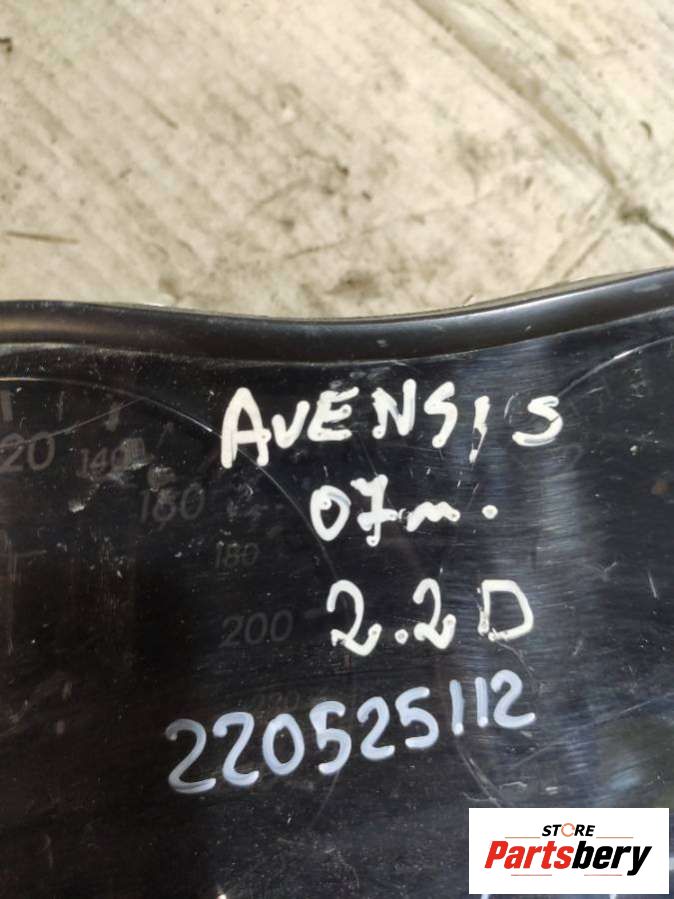 AVENSIS
07m.
2.2D
220525112
20
140
160
180
200
STORE
Partsbery